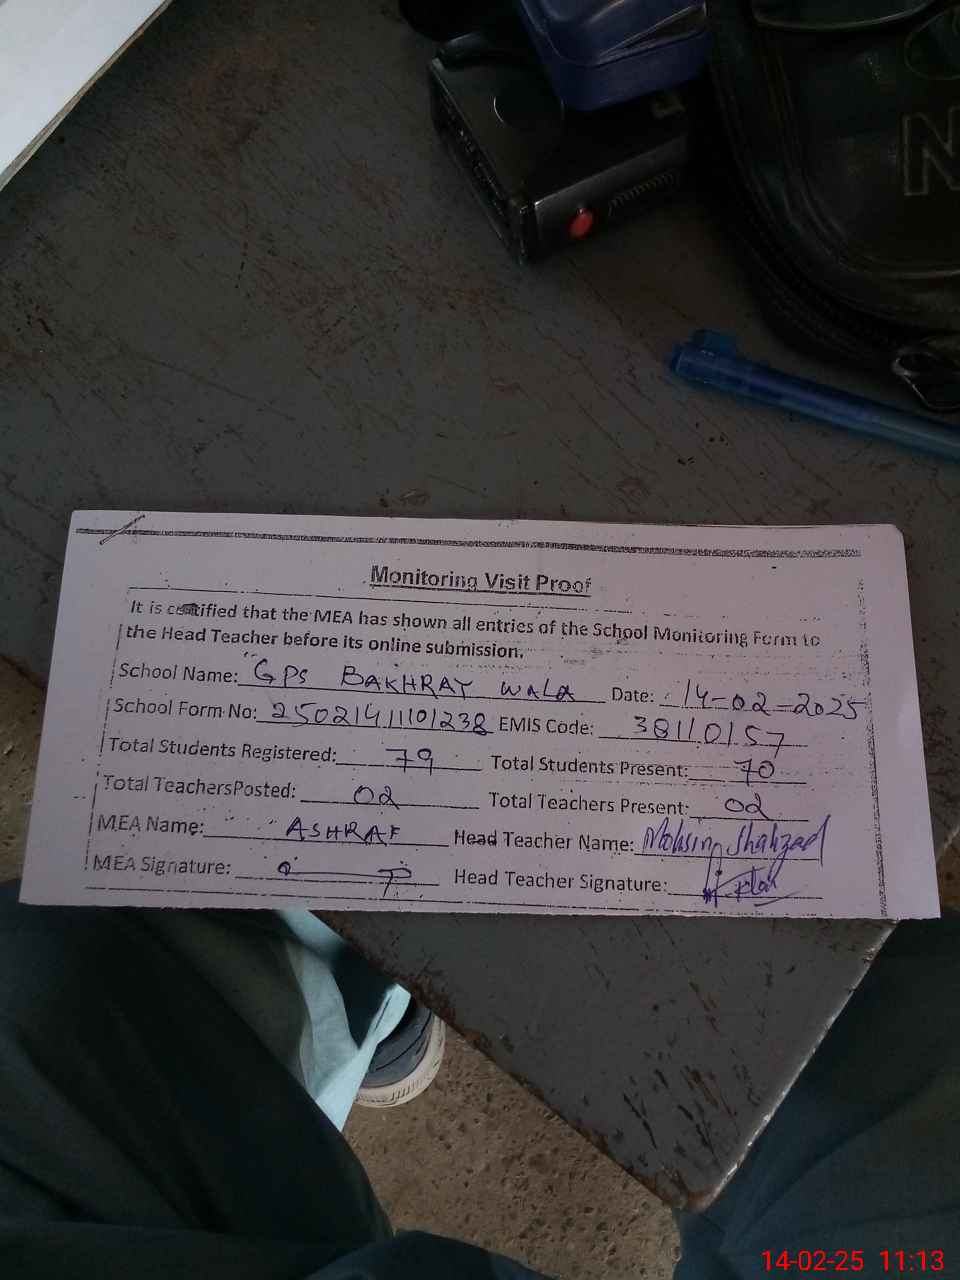 N
Monitoring Visit Proof
It is certified that the MEA has shown all entries of the School Monitoring Form to
the Head Teacher before its online submission.
School Name: GPS BAKHRAY WALA Date: 14-02-2025
School Form No: 25021411101238 EMIS Code: 38110157
Total Students Registered: 79 Total Students Present: 70
Total TeachersPosted: 02 Total Teachers Present: 02
MEA Name: ASHRAF Head Teacher Name: Mohsin Shahzad
MEA Signature: Head Teacher Signature:
14-02-25 11:13